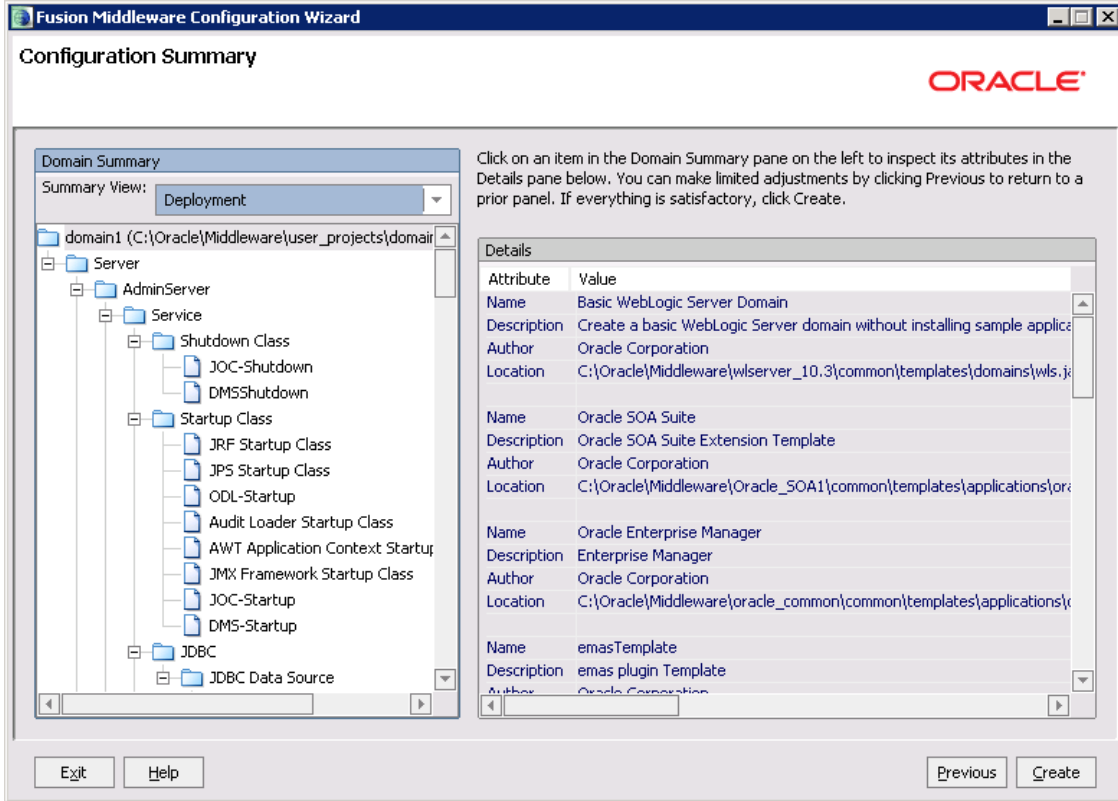 Fusion Middleware Configuration Wizard
Configuration Summary
ORACLE
Domain Summary
Summary View:
Deployment
domain1 (C:\Oracle\Middleware\user_projects\domair
Server
AdminServer
Service
Shutdown Class
JOC-Shutdown
DMSShutdown
Startup Class
JRF Startup Class
JPS Startup Class
ODL-Startup
Audit Loader Startup Class
AWT Application Context Startup
JMX Framework Startup Class
JOC-Startup
DMS-Startup
JDBC
JDBC Data Source
Click on an item in the Domain Summary pane on the left to inspect its attributes in the
Details pane below. You can make limited adjustments by clicking Previous to return to a
prior panel. If everything is satisfactory, click Create.
Details
Attribute Value
Name Basic WebLogic Server Domain
Description Create a basic WebLogic Server domain without installing sample applica
Author Oracle Corporation
Location C:\Oracle\Middleware\wlserver_10.3\common\templates\domains\wls.ja
Name Oracle SOA Suite
Description Oracle SOA Suite Extension Template
Author Oracle Corporation
Location C:\Oracle\Middleware\Oracle_SOA1\common\templates\applications\ora
Name Oracle Enterprise Manager
Description Enterprise Manager
Author Oracle Corporation
Location C:\Oracle\Middleware\oracle_common\common\templates\applications\
Name emasTemplate
Description emas plugin Template
Author Oracle Corporation
Exit Help Previous Create